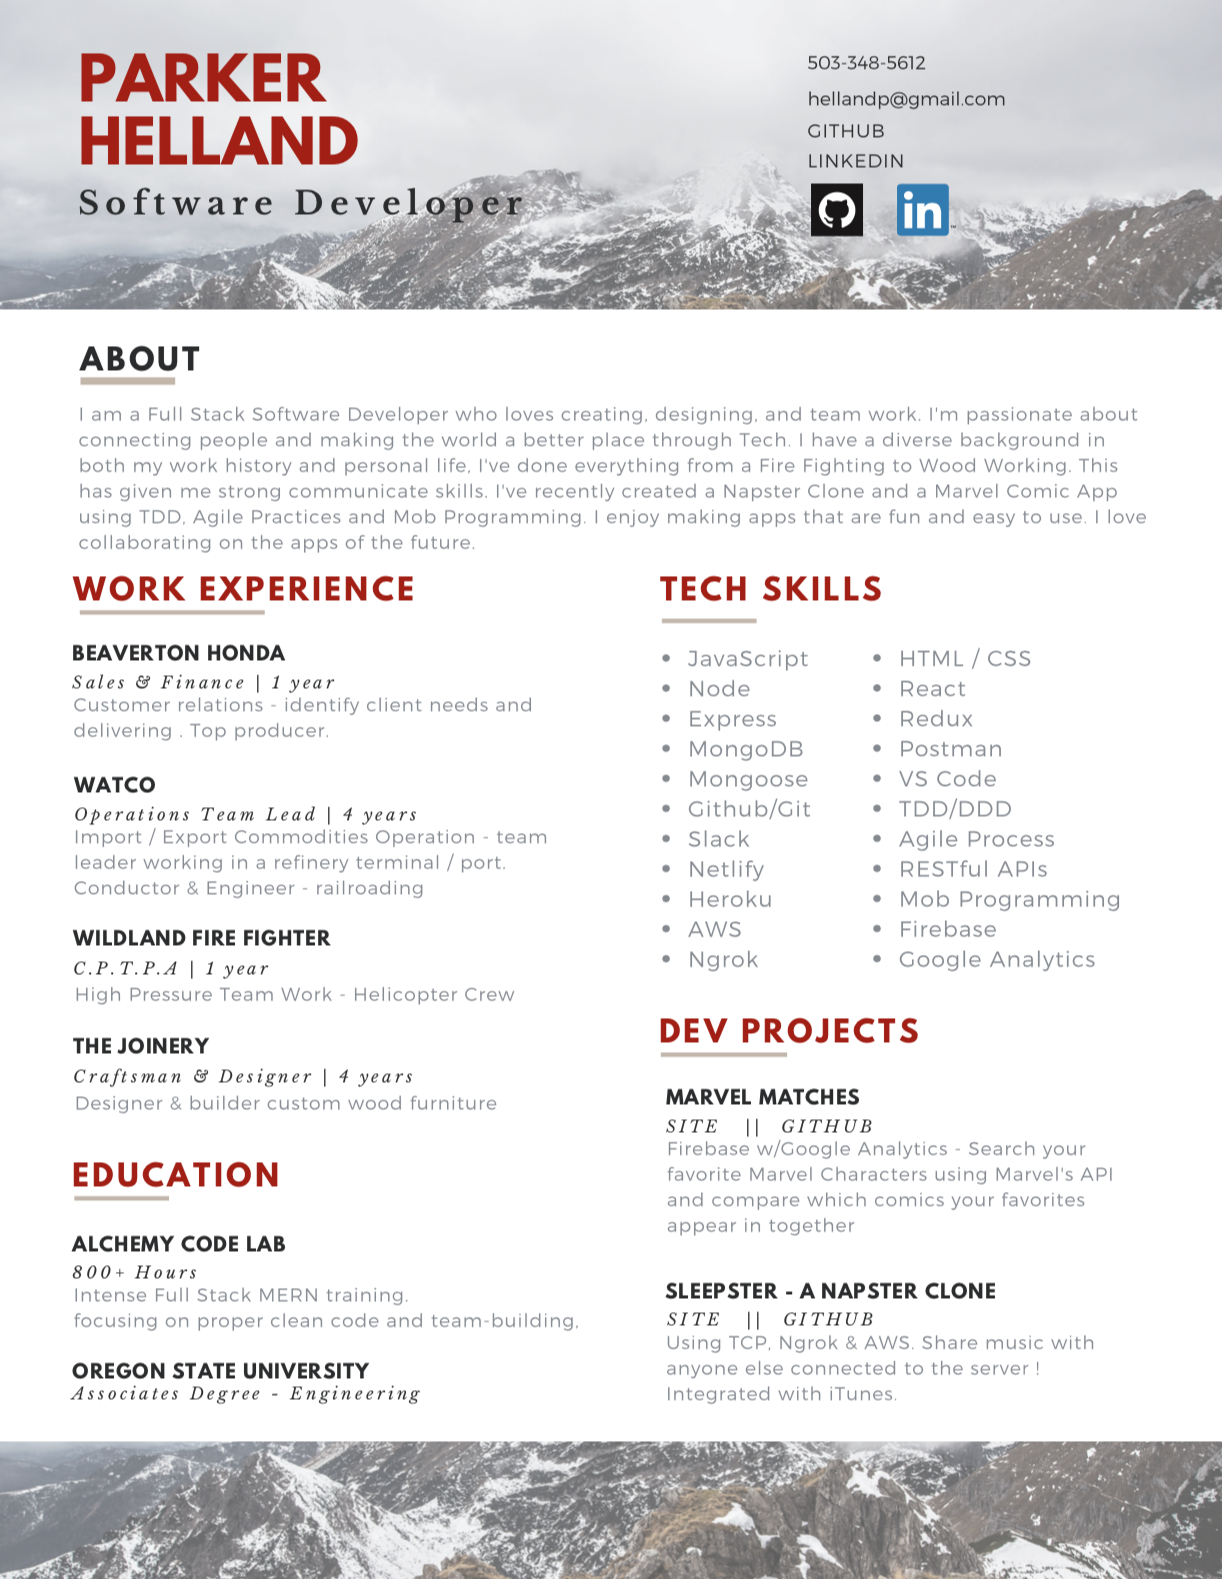 PARKER
HELLAND
Software Developer
503-348-5612
hellandp@gmail.com
GITHUB
LINKEDIN
in
ABOUT
I am a Full Stack Software Developer who loves creating, designing, and team work. I'm passionate about
connecting people and making the world a better place through Tech. I have a diverse background in
both my work history and personal life, I've done everything from a Fire Fighting to Wood Working. This
has given me strong communicate skills. I've recently created a Napster Clone and a Marvel Comic App
using TDD, Agile Practices and Mob Programming. I enjoy making apps that are fun and easy to use. I love
collaborating on the apps of the future.
WORK EXPERIENCE
BEAVERTON HONDA
Sales & Finance | 1 year
Customer relations - identify client needs and
delivering . Top producer.
WATCO
Operations Team Lead | 4 years
Import / Export Commodities Operation - team
leader working in a refinery terminal / port.
Conductor & Engineer - railroading
WILDLAND FIRE FIGHTER
C.P.T.P.A | 1 year
High Pressure Team Work - Helicopter Crew
THE JOINERY
Craftsman & Designer | 4 years
Designer & builder custom wood furniture
EDUCATION
ALCHEMY CODE LAB
800+ Hours
Intense Full Stack MERN training.
focusing on proper clean code and team-building,
OREGON STATE UNIVERSITY
Associates Degree - Engineering
TECH SKILLS
• JavaScript
• Node
• Express
• MongoDB
• Mongoose
• Github/Git
• Slack
• Netlify
• Heroku
• AWS
• Ngrok
• HTML / CSS
• React
• Redux
• Postman
• VS Code
• TDD/DDD
• Agile Process
• RESTful APIs
• Mob Programming
• Firebase
• Google Analytics
DEV PROJECTS
MARVEL MATCHES
SITE || GITHUB
Firebase w/Google Analytics - Search your
favorite Marvel Characters using Marvel's API
and compare which comics your favorites
appear in together
SLEEPSTER - A NAPSTER CLONE
SITE || GITHUB
Using TCP, Ngrok & AWS. Share music with
anyone else connected to the server !
Integrated with iTunes.